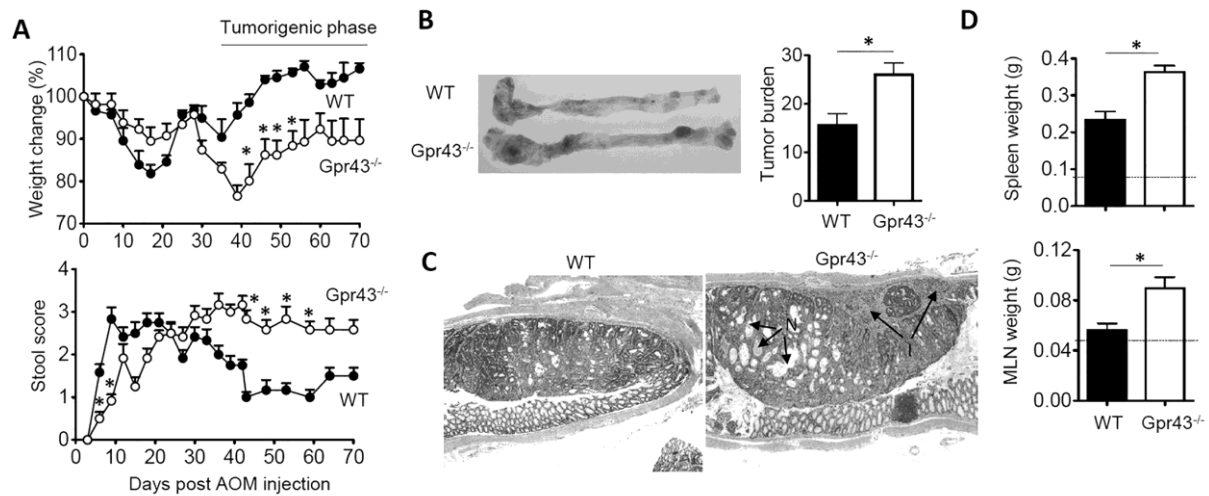 A
Tumorigenic phase
Weight change (%)
110
100
90
80
70
WT
Gpr43-/-
*
*
*
*
0 10 20 30 40 50 60 70
Stool score
4
3
2
1
0
Gpr43-/-
*
*
*
*
*
*
WT
0 10 20 30 40 50 60 70
Days post AOM injection
B
WT
Gpr43-/-
Tumor burden
30
20
10
0
*
WT Gpr43-/-
C
WT
Gpr43-/-
N
I
D
Spleen weight (g)
0.4
0.3
0.2
0.1
0.0
*
MLN weight (g)
0.12
0.08
0.04
0.00
*
WT Gpr43-/-